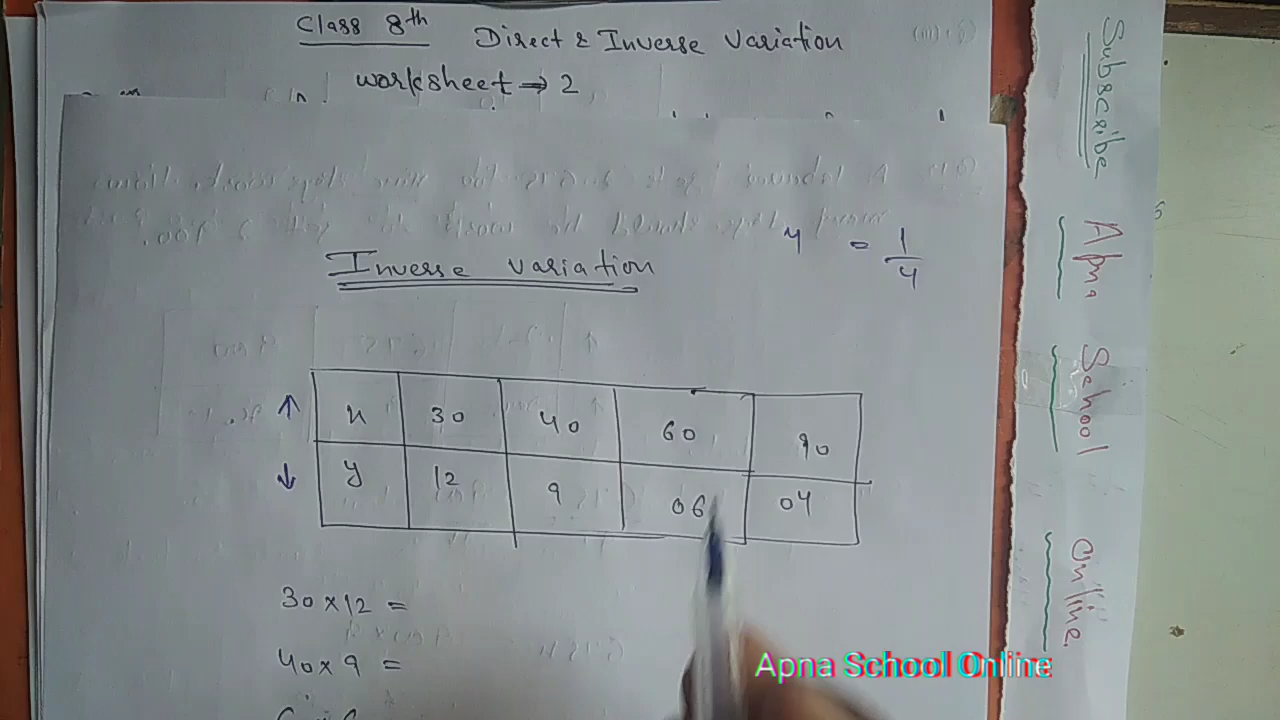 Class 8th Direct & Inverse Variation
worksheet → 2
Inverse variation
4 = 1/4
↑ x 30 40 60 90
↓ y 12 9 06 04
30 × 12 =
40 × 9 =
Subscribe Apna School Online.
Apna School Online